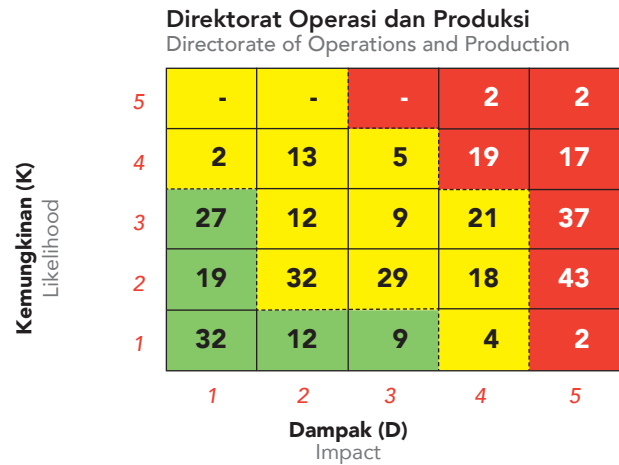 Direktorat Operasi dan Produksi
Directorate of Operations and Production
Kemungkinan (K)
Likelihood
5 - - - 2 2
4 2 13 5 19 17
3 27 12 9 21 37
2 19 32 29 18 43
1 32 12 9 4 2
1 2 3 4 5
Dampak (D)
Impact